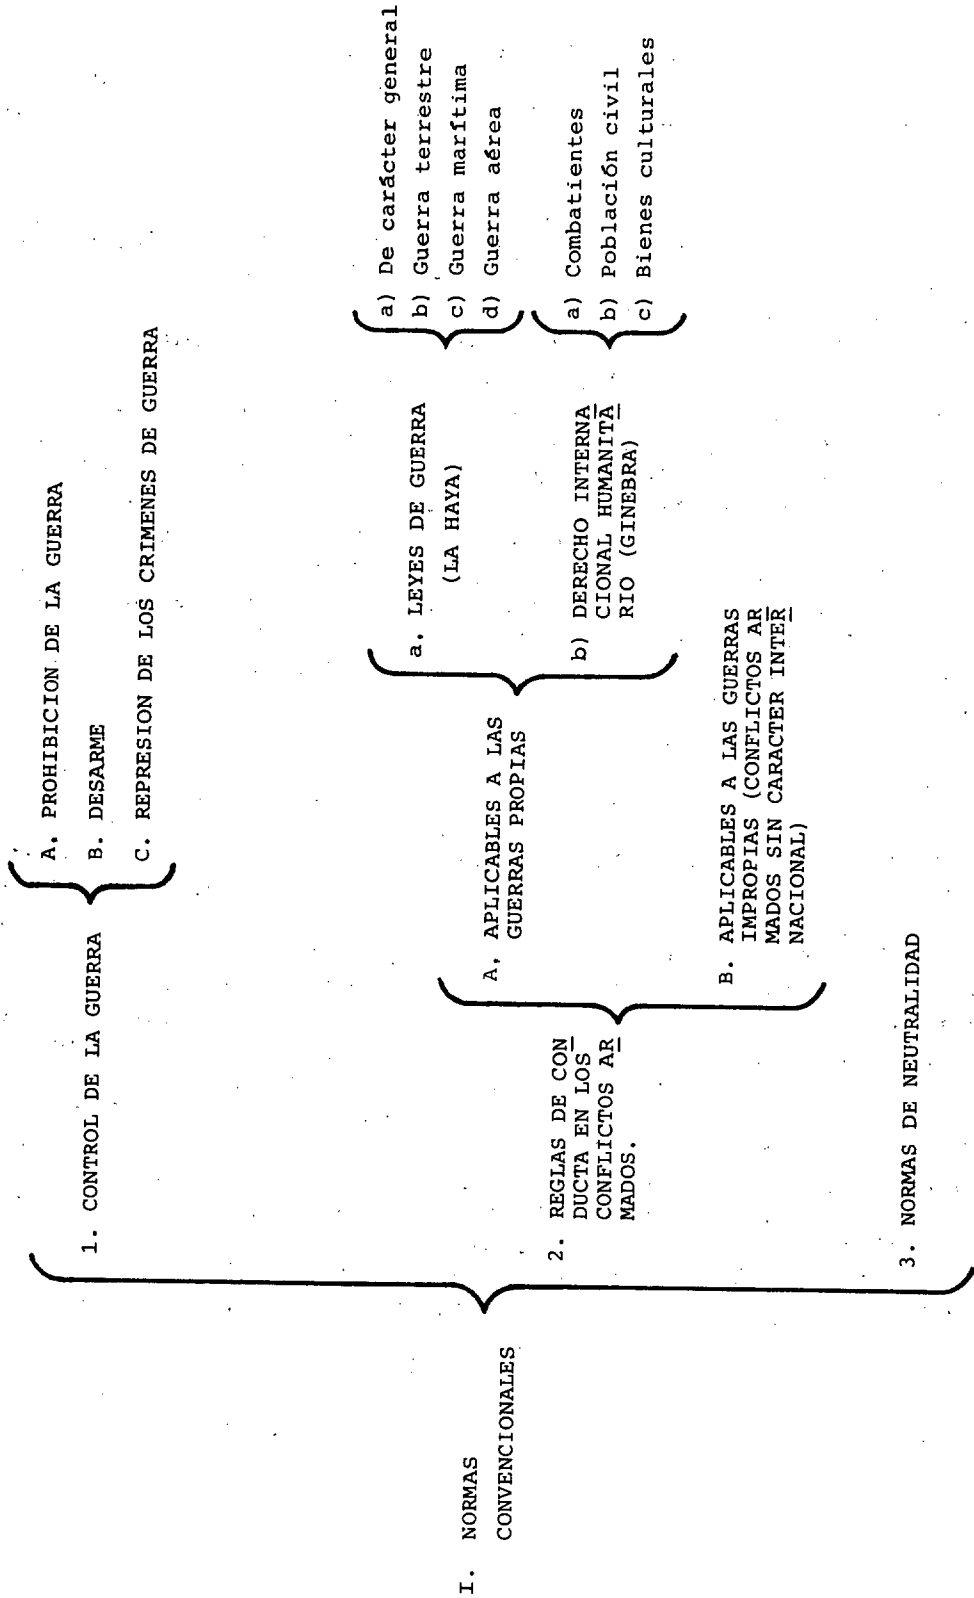 I. NORMAS
CONVENCIONALES
1. CONTROL DE LA GUERRA
A. PROHIBICION DE LA GUERRA
B. DESARME
C. REPRESION DE LOS CRIMENES DE GUERRA
2. REGLAS DE CON
DUCTA EN LOS
CONFLICTOS AR
MADOS.
A. APLICABLES A LAS
GUERRAS PROPIAS
a. LEYES DE GUERRA
(LA HAYA)
a) De carácter general
b) Guerra terrestre
c) Guerra marítima
d) Guerra aérea
b) DERECHO INTERNA
CIONAL HUMANITA
RIO (GINEBRA)
a) Combatientes
b) Población civil
c) Bienes culturales
B. APLICABLES A LAS GUERRAS
IMPROPIAS (CONFLICTOS AR
MADOS SIN CARACTER INTER
NACIONAL)
3. NORMAS DE NEUTRALIDAD